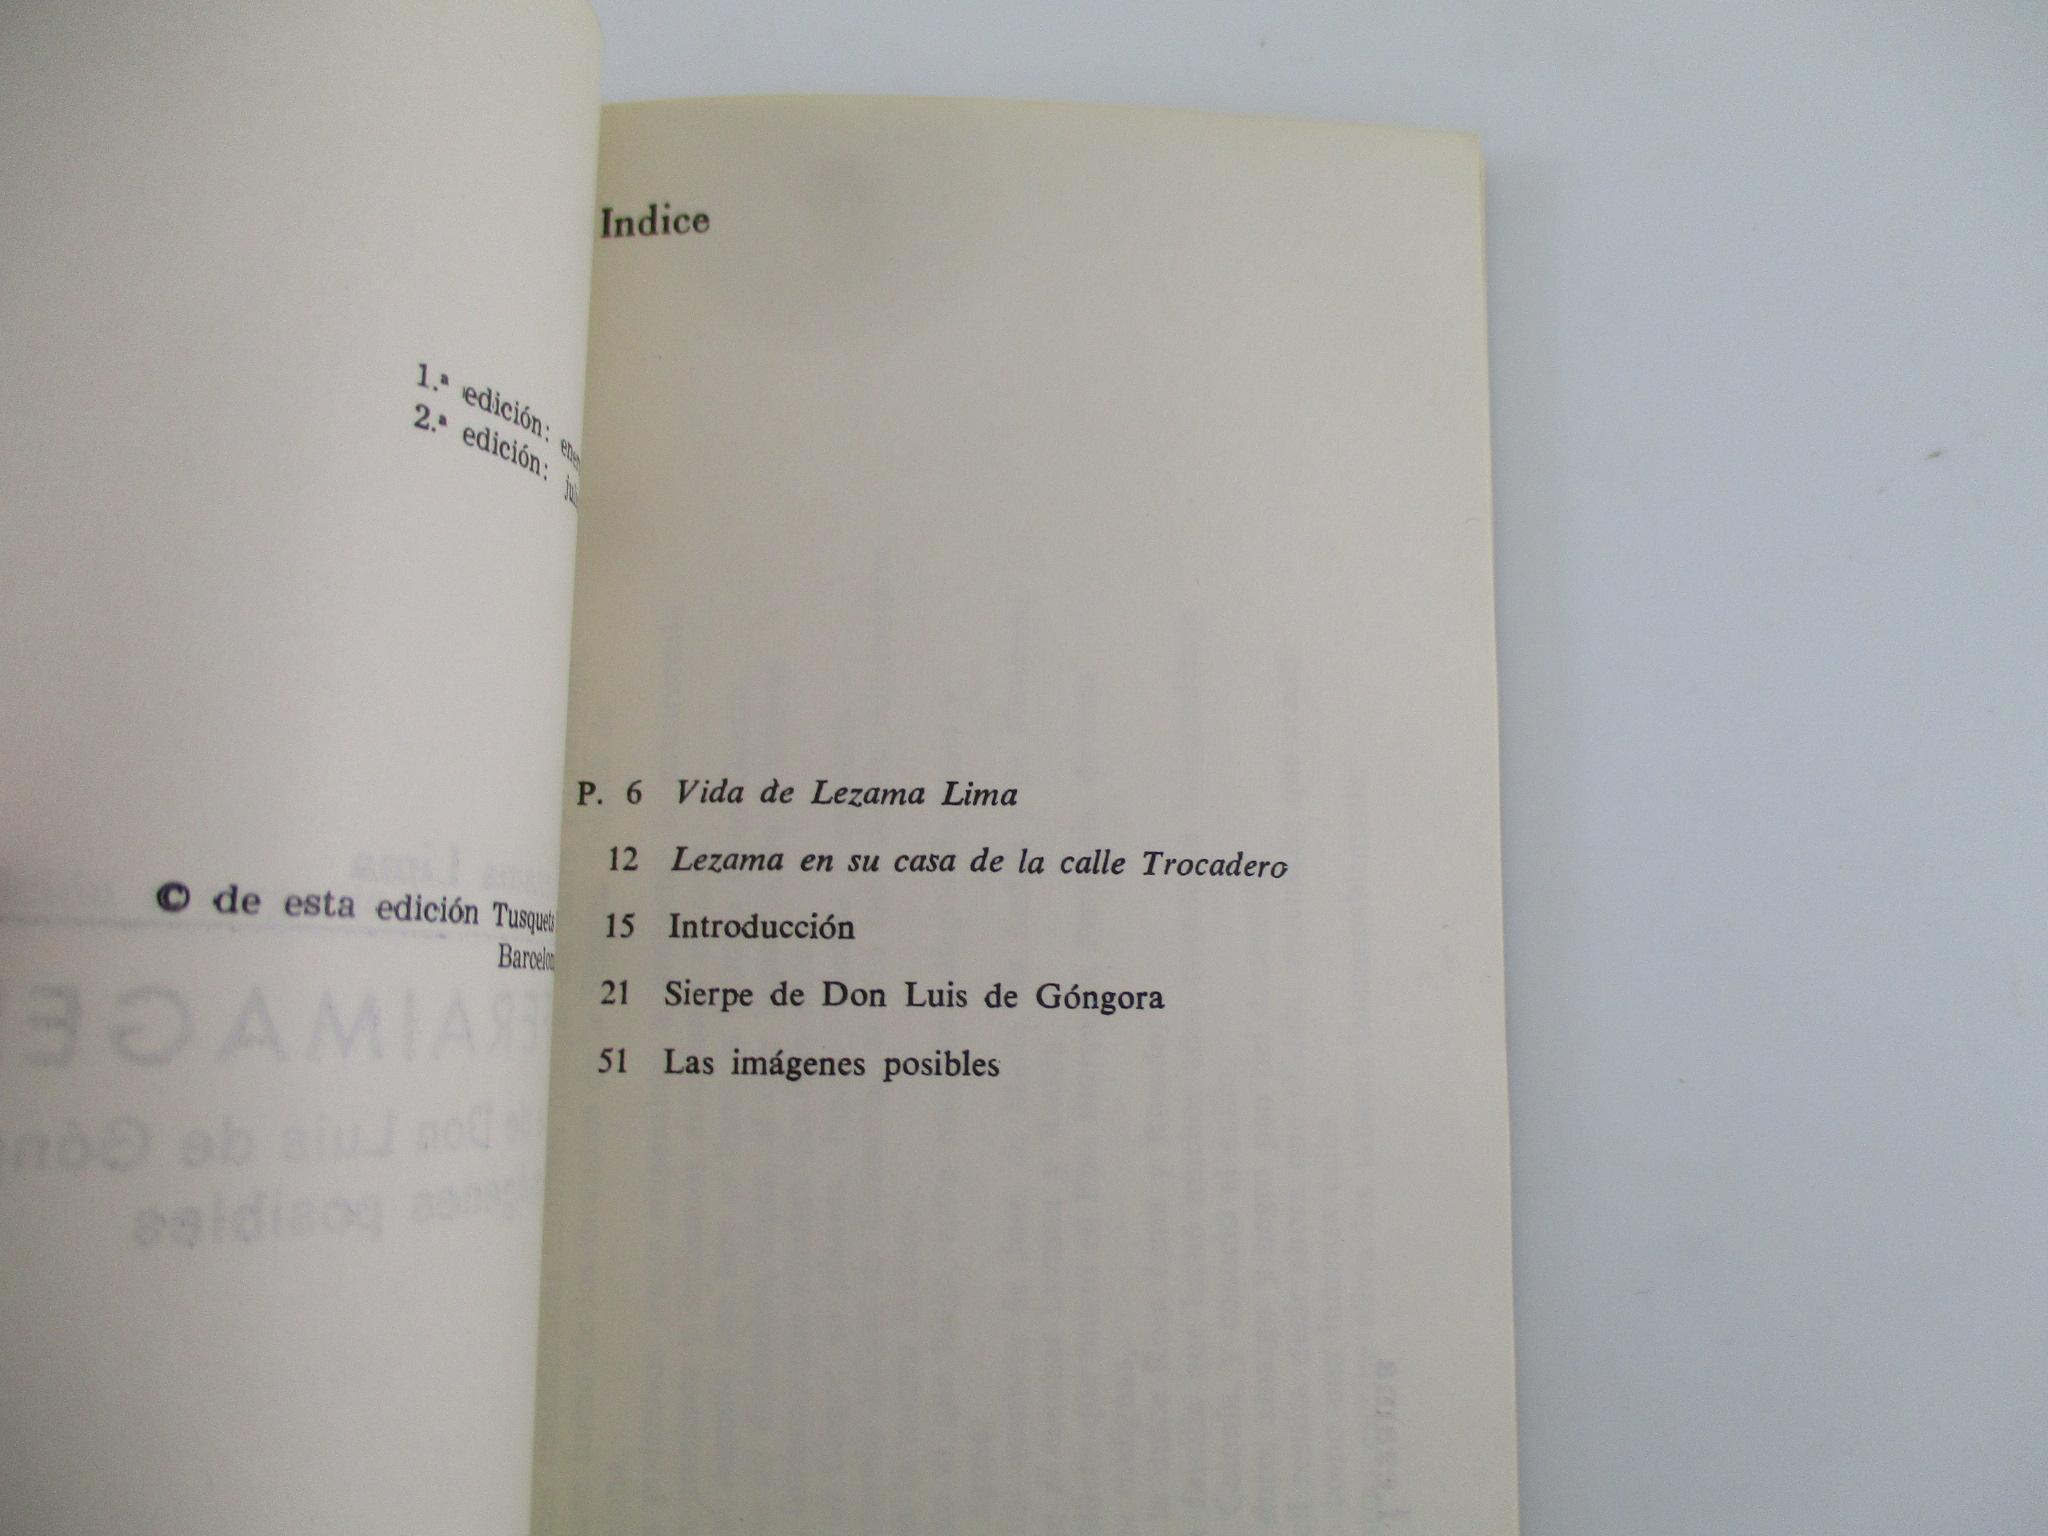 1.ª edición:
2.ª edición:
© de esta edición Tusquets
Indice
P. 6 Vida de Lezama Lima
12 Lezama en su casa de la calle Trocadero
15 Introducción
21 Sierpe de Don Luis de Góngora
51 Las imágenes posibles